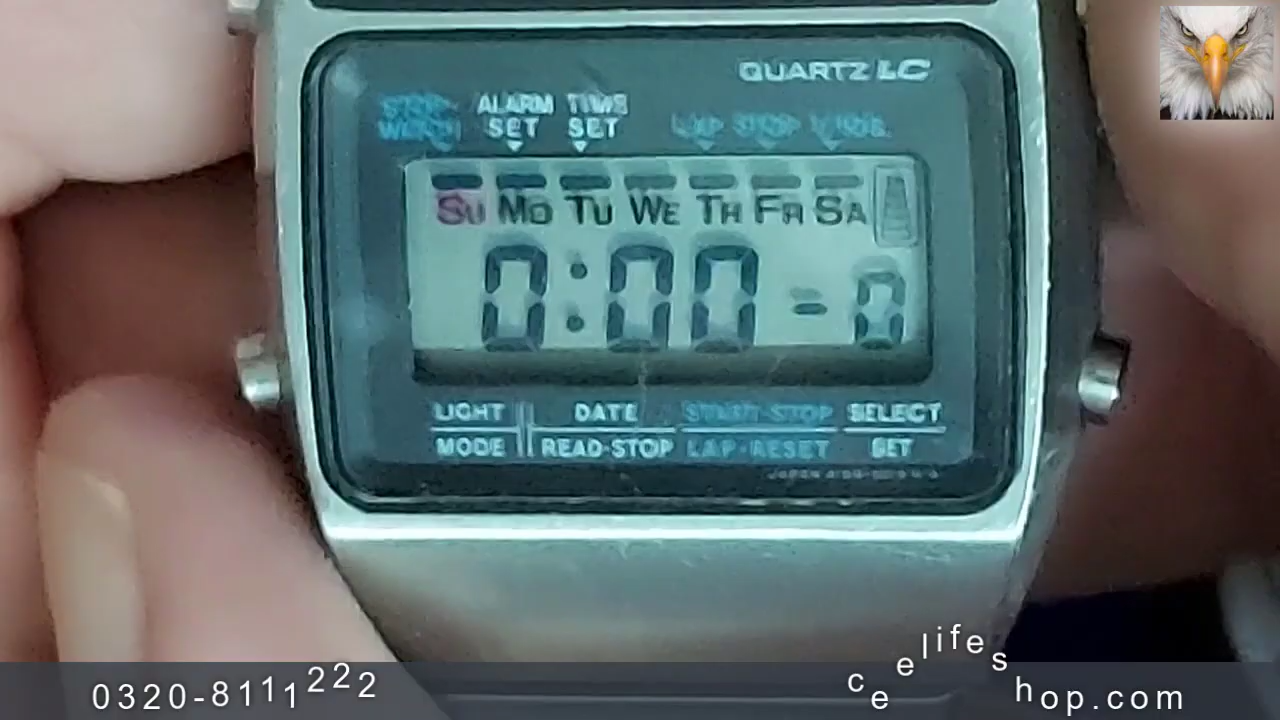 QUARTZ LC
STOP ALARM TIME
WATCH SET SET LAP STOP
SU MO TU WE TH FR SA
0:00 - 0
LIGHT DATE START-STOP SELECT
MODE READ-STOP LAP-RESET SET
JAPAN
0320-8111222 ceelifeshop.com